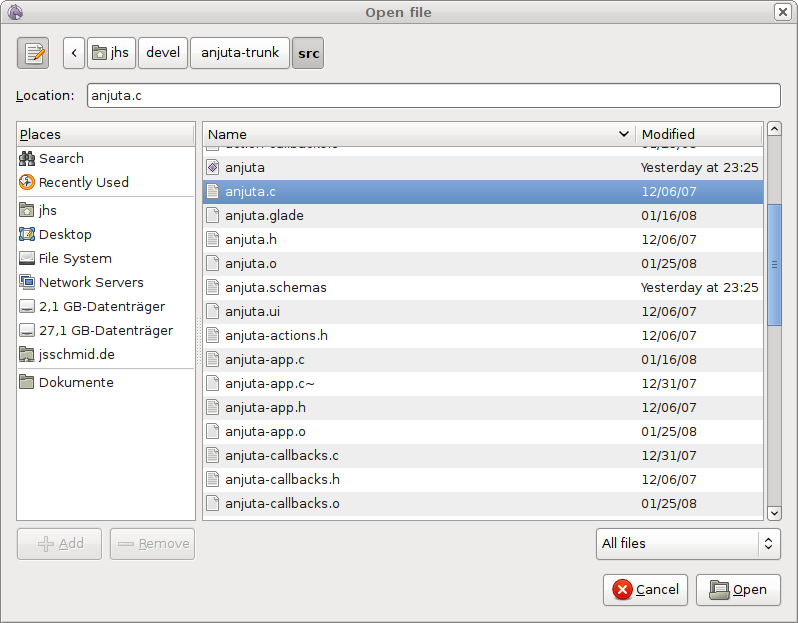 Open file
jhs devel anjuta-trunk src
Location: anjuta.c
Places
Search
Recently Used
jhs
Desktop
File System
Network Servers
2,1 GB-Datenträger
27,1 GB-Datenträger
jsschmid.de
Dokumente
Name Modified
anjuta Yesterday at 23:25
anjuta.c 12/06/07
anjuta.glade 01/16/08
anjuta.h 12/06/07
anjuta.o 01/25/08
anjuta.schemas Yesterday at 23:25
anjuta.ui 12/06/07
anjuta-actions.h 12/06/07
anjuta-app.c 01/16/08
anjuta-app.c~ 12/31/07
anjuta-app.h 12/06/07
anjuta-app.o 01/25/08
anjuta-callbacks.c 12/31/07
anjuta-callbacks.h 12/06/07
anjuta-callbacks.o 01/25/08
Add Remove
All files
Cancel Open